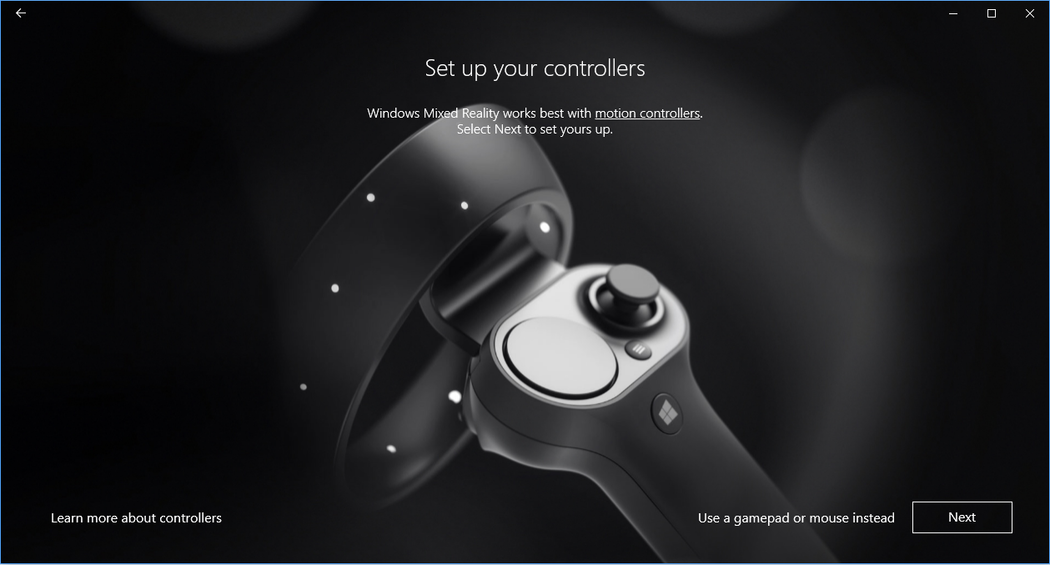 Set up your controllers
Windows Mixed Reality works best with motion controllers.
Select Next to set yours up.
Learn more about controllers
Use a gamepad or mouse instead
Next